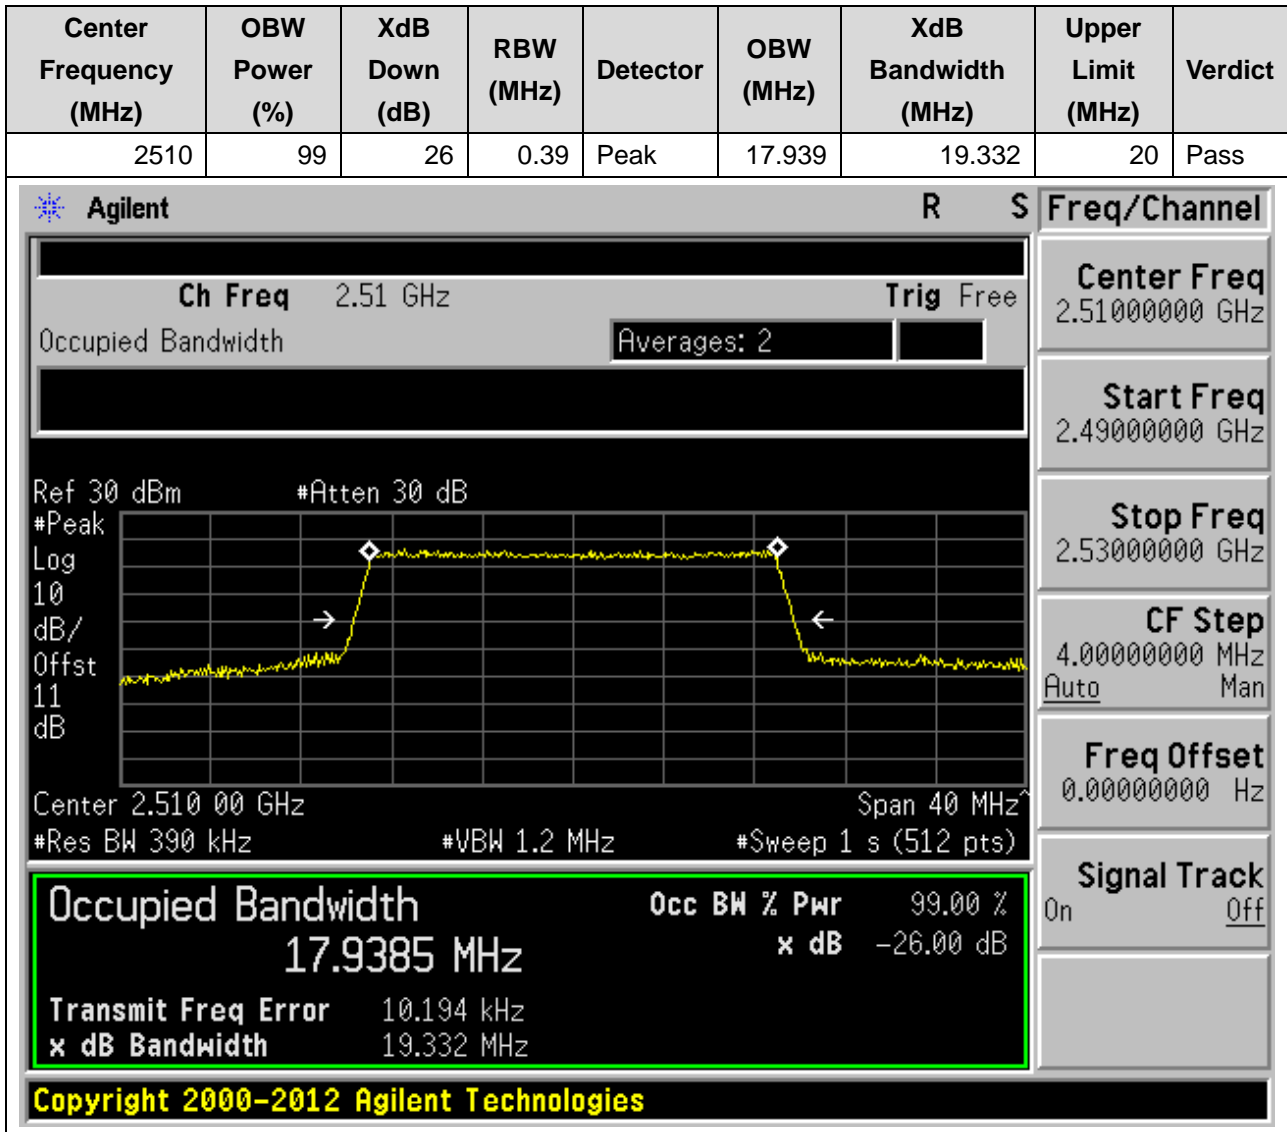 Center Frequency (MHz) OBW Power (%) XdB Down (dB) RBW (MHz) Detector OBW (MHz) XdB Bandwidth (MHz) Upper Limit (MHz) Verdict
2510 99 26 0.39 Peak 17.939 19.332 20 Pass
Agilent R S Freq/Channel
Ch Freq 2.51 GHz Trig Free
Occupied Bandwidth Averages: 2
Center Freq
2.51000000 GHz
Start Freq
2.49000000 GHz
Stop Freq
2.53000000 GHz
CF Step
4.00000000 MHz
Auto Man
Freq Offset
0.00000000 Hz
Signal Track
On Off
Ref 30 dBm #Atten 30 dB
#Peak
Log
10
dB/
Offst
11
dB
Center 2.510 00 GHz Span 40 MHz^
#Res BW 390 kHz #VBW 1.2 MHz #Sweep 1 s (512 pts)
Occupied Bandwidth Occ BW % Pwr 99.00 %
17.9385 MHz x dB -26.00 dB
Transmit Freq Error 10.194 kHz
x dB Bandwidth 19.332 MHz
Copyright 2000-2012 Agilent Technologies